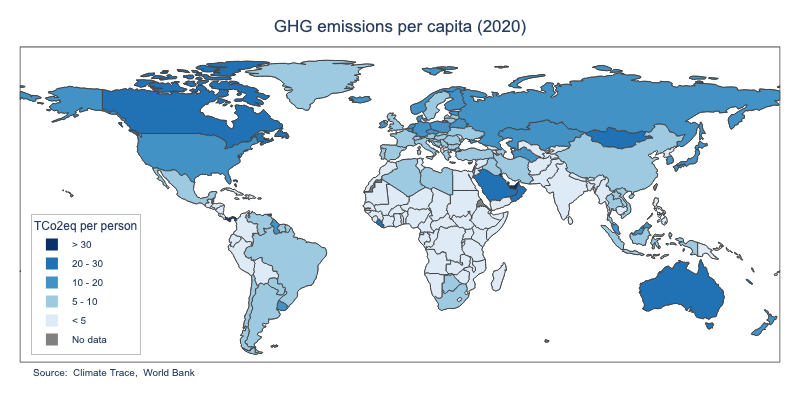 GHG emissions per capita (2020)
TCo2eq per person
> 30
20 - 30
10 - 20
5 - 10
< 5
No data
Source: Climate Trace, World Bank